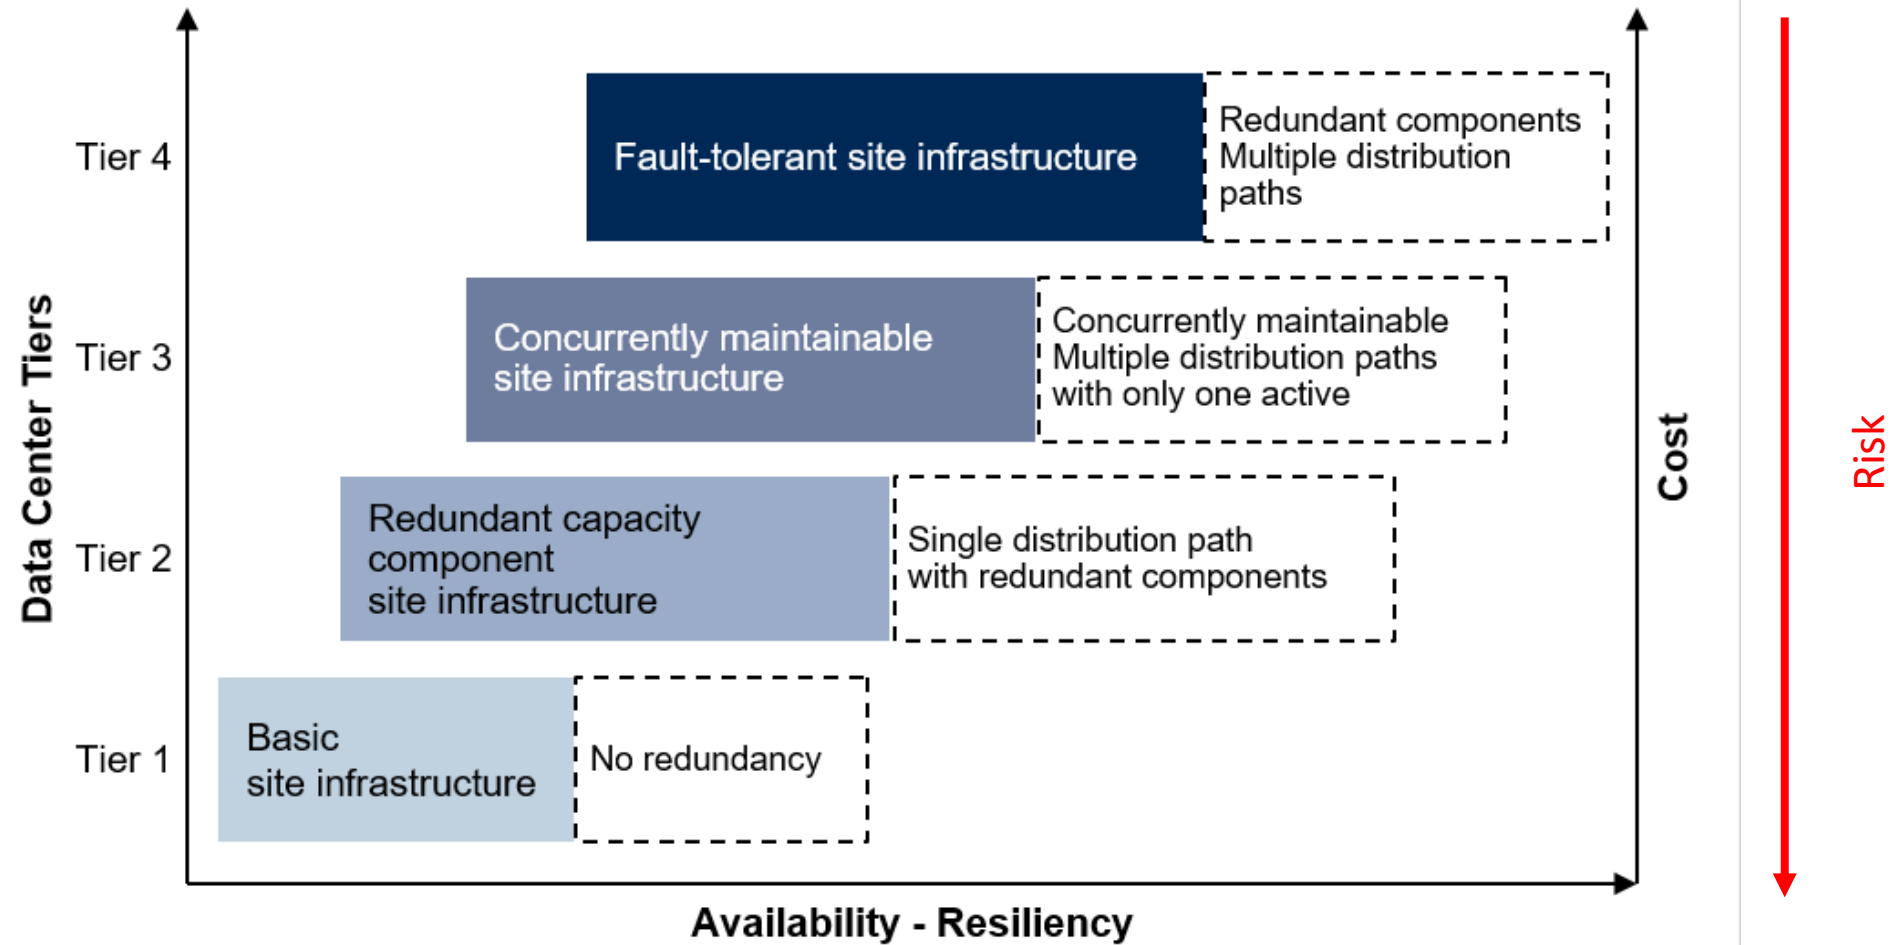 Data Center Tiers
Tier 4
Fault-tolerant site infrastructure
Redundant components
Multiple distribution
paths
Tier 3
Concurrently maintainable
site infrastructure
Concurrently maintainable
Multiple distribution paths
with only one active
Tier 2
Redundant capacity
component
site infrastructure
Single distribution path
with redundant components
Tier 1
Basic
site infrastructure
No redundancy
Availability - Resiliency
Cost
Risk